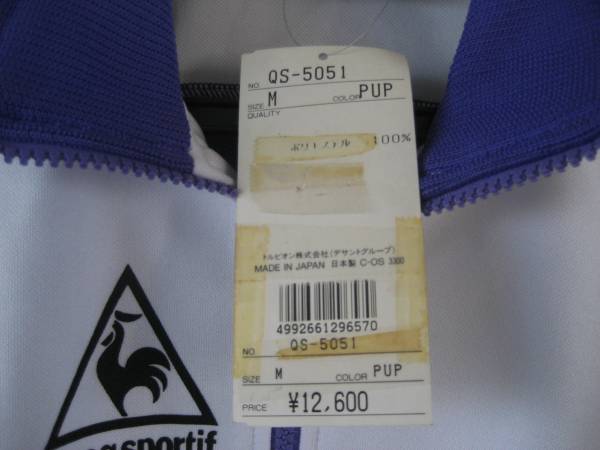 NO. QS-5051
SIZE M COLOR PUP
QUALITY
ポリエステル 100%
トルビオン株式会社(デサントグループ)
MADE IN JAPAN 日本製 C-OS 3300
4992661296570
NO. QS-5051
SIZE M COLOR PUP
PRICE ¥12,600
sportif